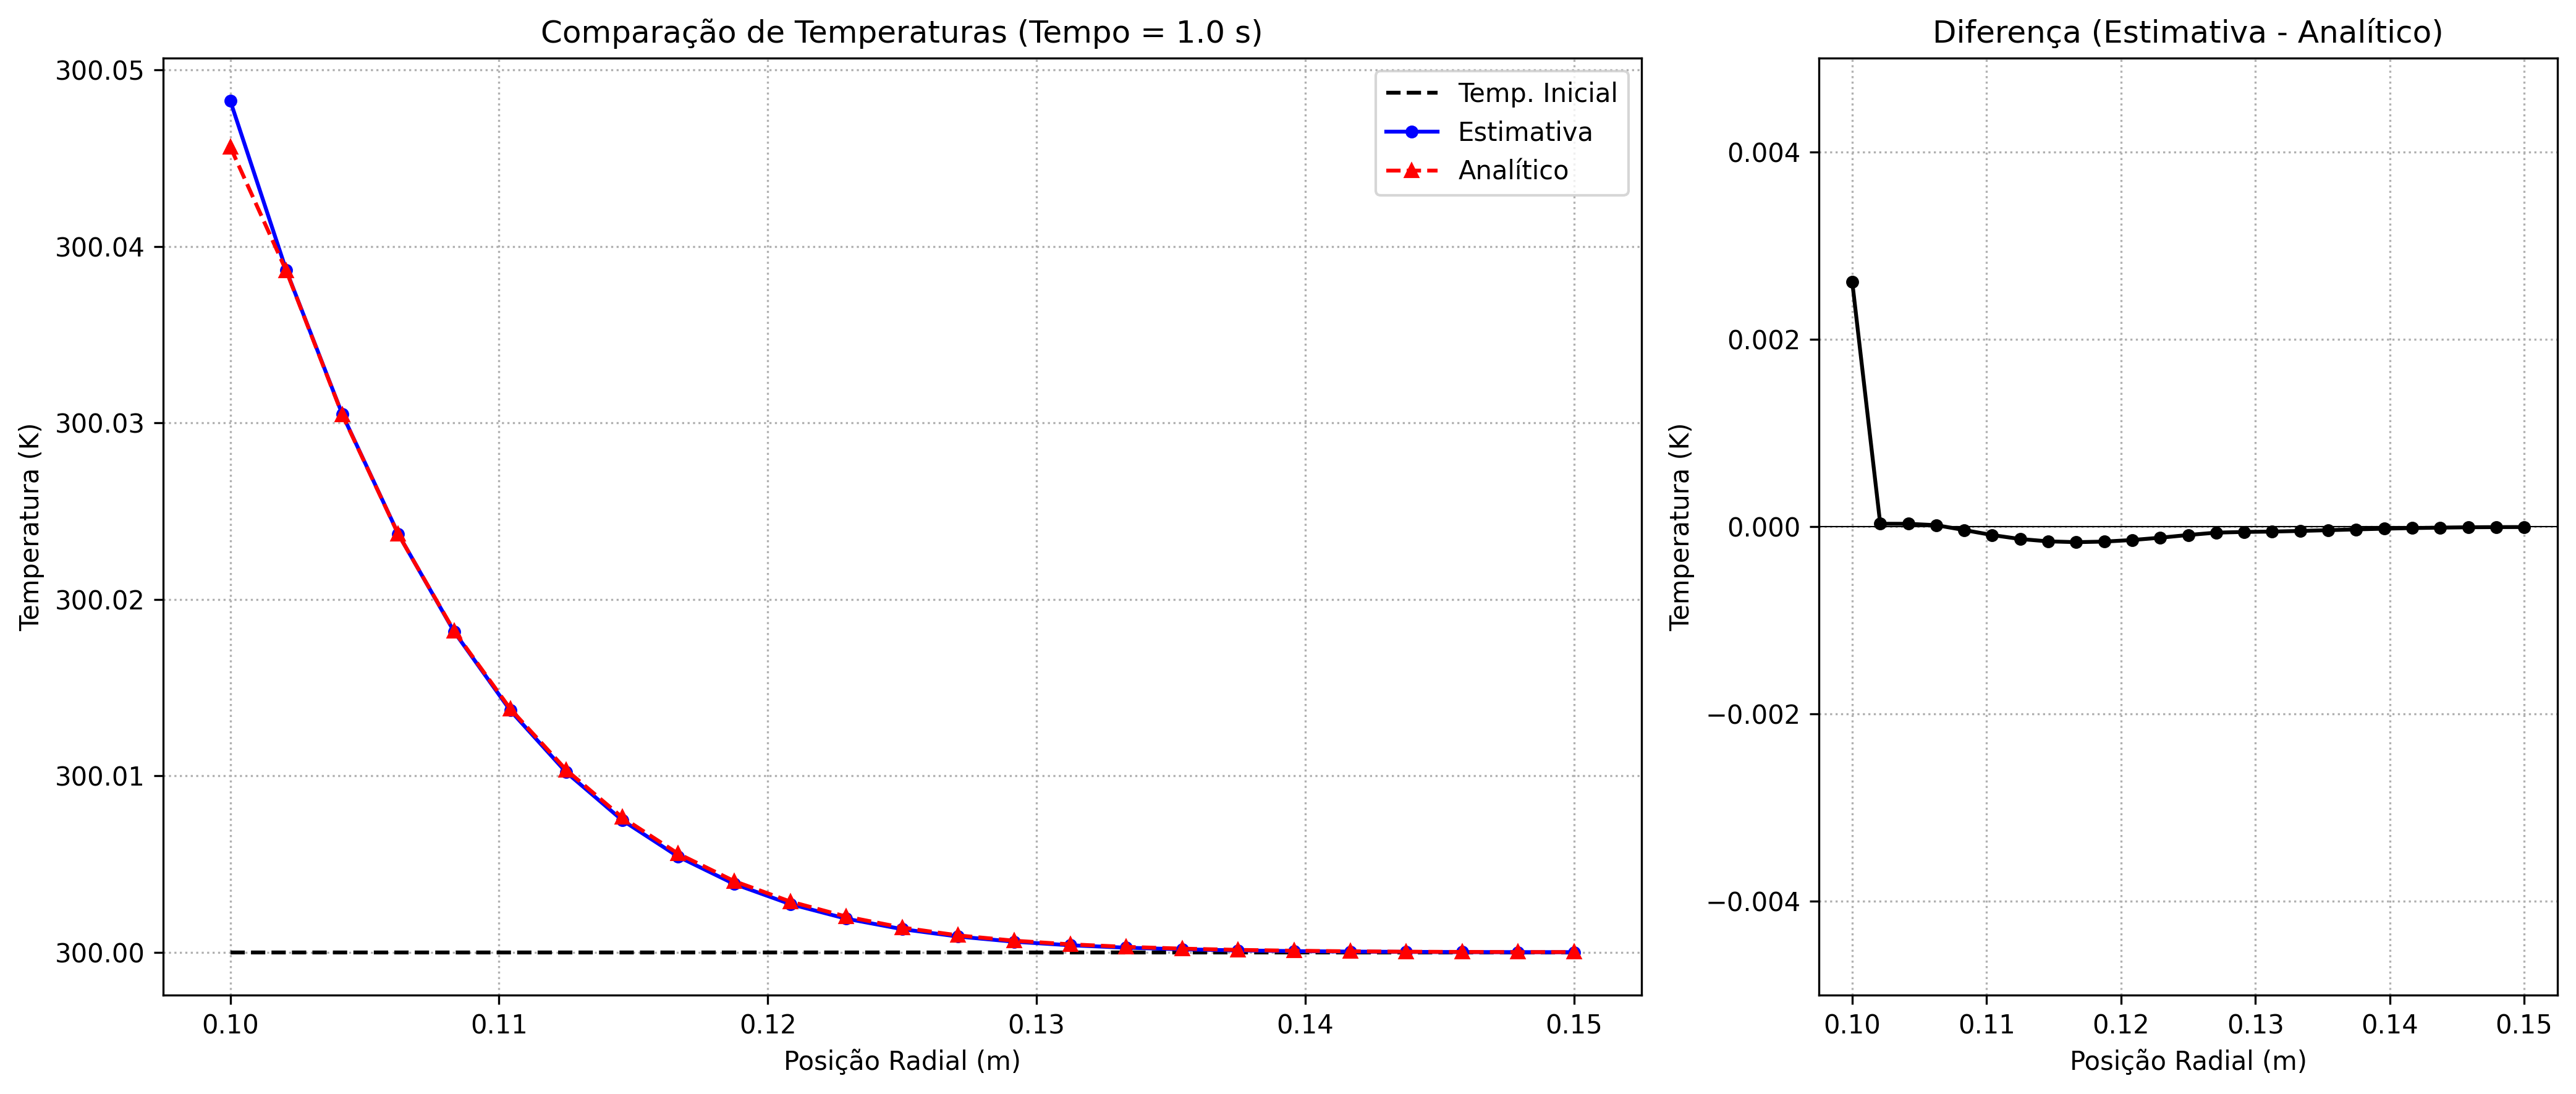 Comparação de Temperaturas (Tempo = 1.0 s)
Temp. Inicial
Estimativa
Analítico
Temperatura (K)
300.05
300.04
300.03
300.02
300.01
300.00
0.10 0.11 0.12 0.13 0.14 0.15
Posição Radial (m)
Diferença (Estimativa - Analítico)
Temperatura (K)
0.004
0.002
0.000
−0.002
−0.004
0.10 0.11 0.12 0.13 0.14 0.15
Posição Radial (m)